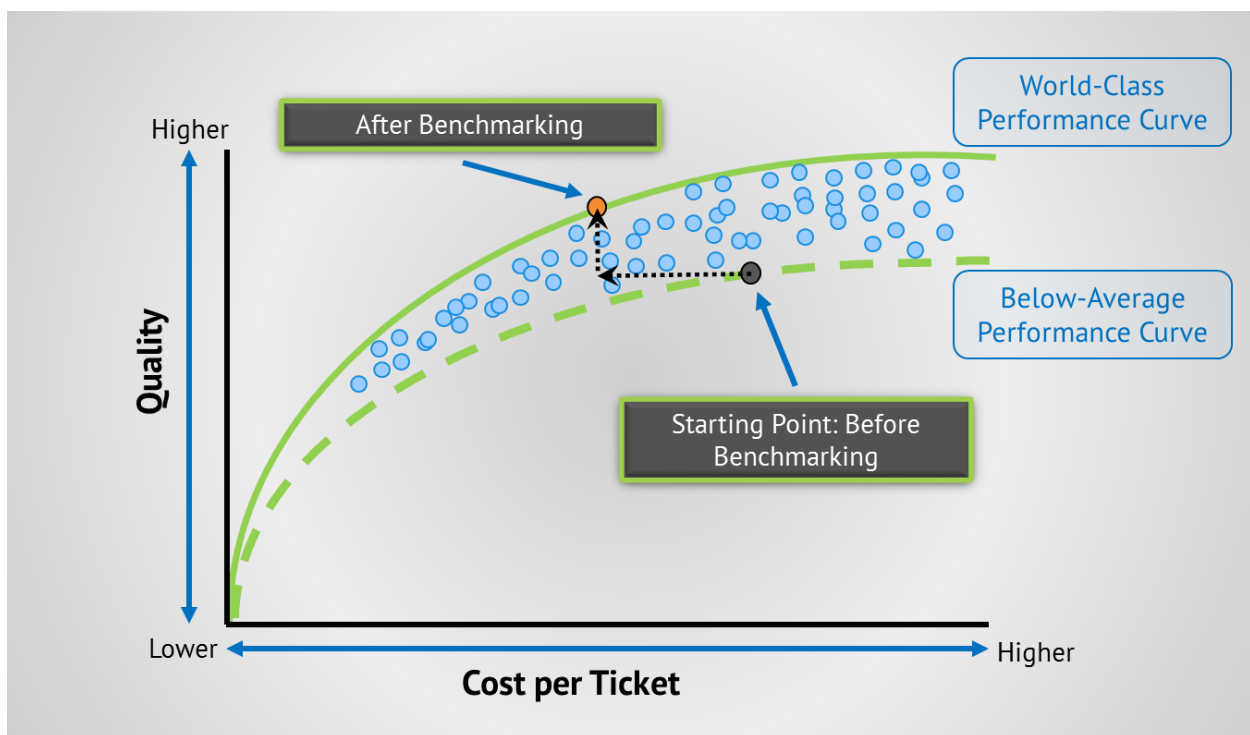 World-Class
Performance Curve
After Benchmarking
Higher
Quality
Below-Average
Performance Curve
Starting Point: Before
Benchmarking
Lower
Higher
Cost per Ticket